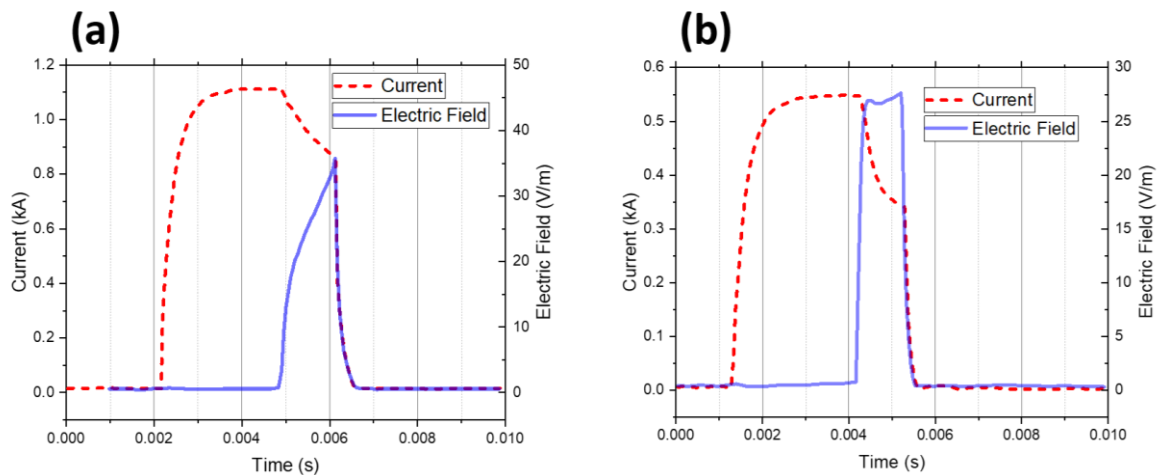 (a)
Current
Electric Field
Current (kA)
1.2
1.0
0.8
0.6
0.4
0.2
0.0
50
40
30
20
10
0
Electric Field (V/m)
0.000 0.002 0.004 0.006 0.008 0.010
Time (s)
(b)
Current
Electric Field
Current (kA)
0.6
0.5
0.4
0.3
0.2
0.1
0.0
30
25
20
15
10
5
0
Electric Field (V/m)
0.000 0.002 0.004 0.006 0.008 0.010
Time (s)